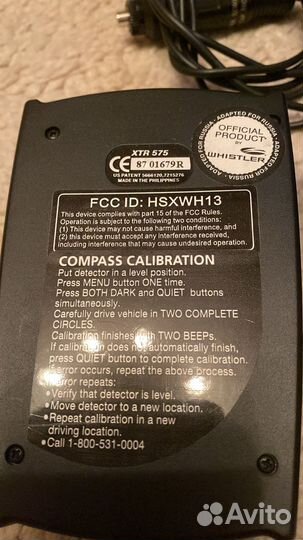 XTR 575
CE 87 01679R
US PATENT 5666120,7215276
MADE IN THE PHILIPPINES
ADAPTED FOR RUSSIA • ADAPTED FOR RUSSIA • ADAPTED FOR RUSSIA
OFFICIAL
PRODUCT
BY
WHISTLER
FCC ID: HSXWH13
This device complies with part 15 of the FCC Rules.
Operation is subject to the following two conditions:
(1) This device may not cause harmful interference, and
(2) this device must accept any interference received,
including interference that may cause undesired operation.
COMPASS CALIBRATION
Put detector in a level position.
Press MENU button ONE time.
Press BOTH DARK and QUIET buttons
simultaneously.
Carefully drive vehicle in TWO COMPLETE
CIRCLES.
Calibration finishes with TWO BEEPS.
If calibration does not automatically finish,
press QUIET button to complete calibration.
If error occurs, repeat the above process.
If error repeats:
•Verify that detector is level.
•Move detector to a new location.
•Repeat calibration in a new
driving location.
•Call 1-800-531-0004
Avito